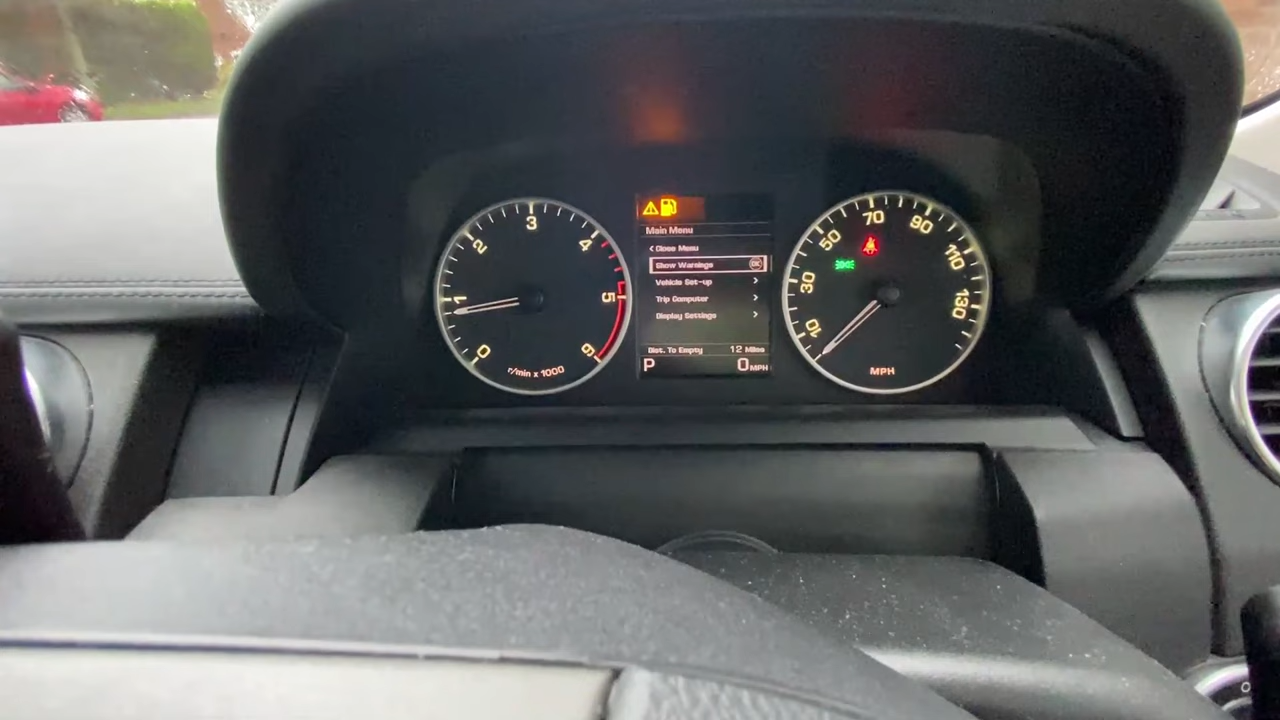 0
1
2
3
4
5
6
r/min x 1000
Main Menu
Close Menu
Show Warnings OK
Vehicle Set-up
Trip Computer
Display Settings
Dist. To Empty 12 Miles
P 0 MPH
10
30
50
70
90
110
130
MPH